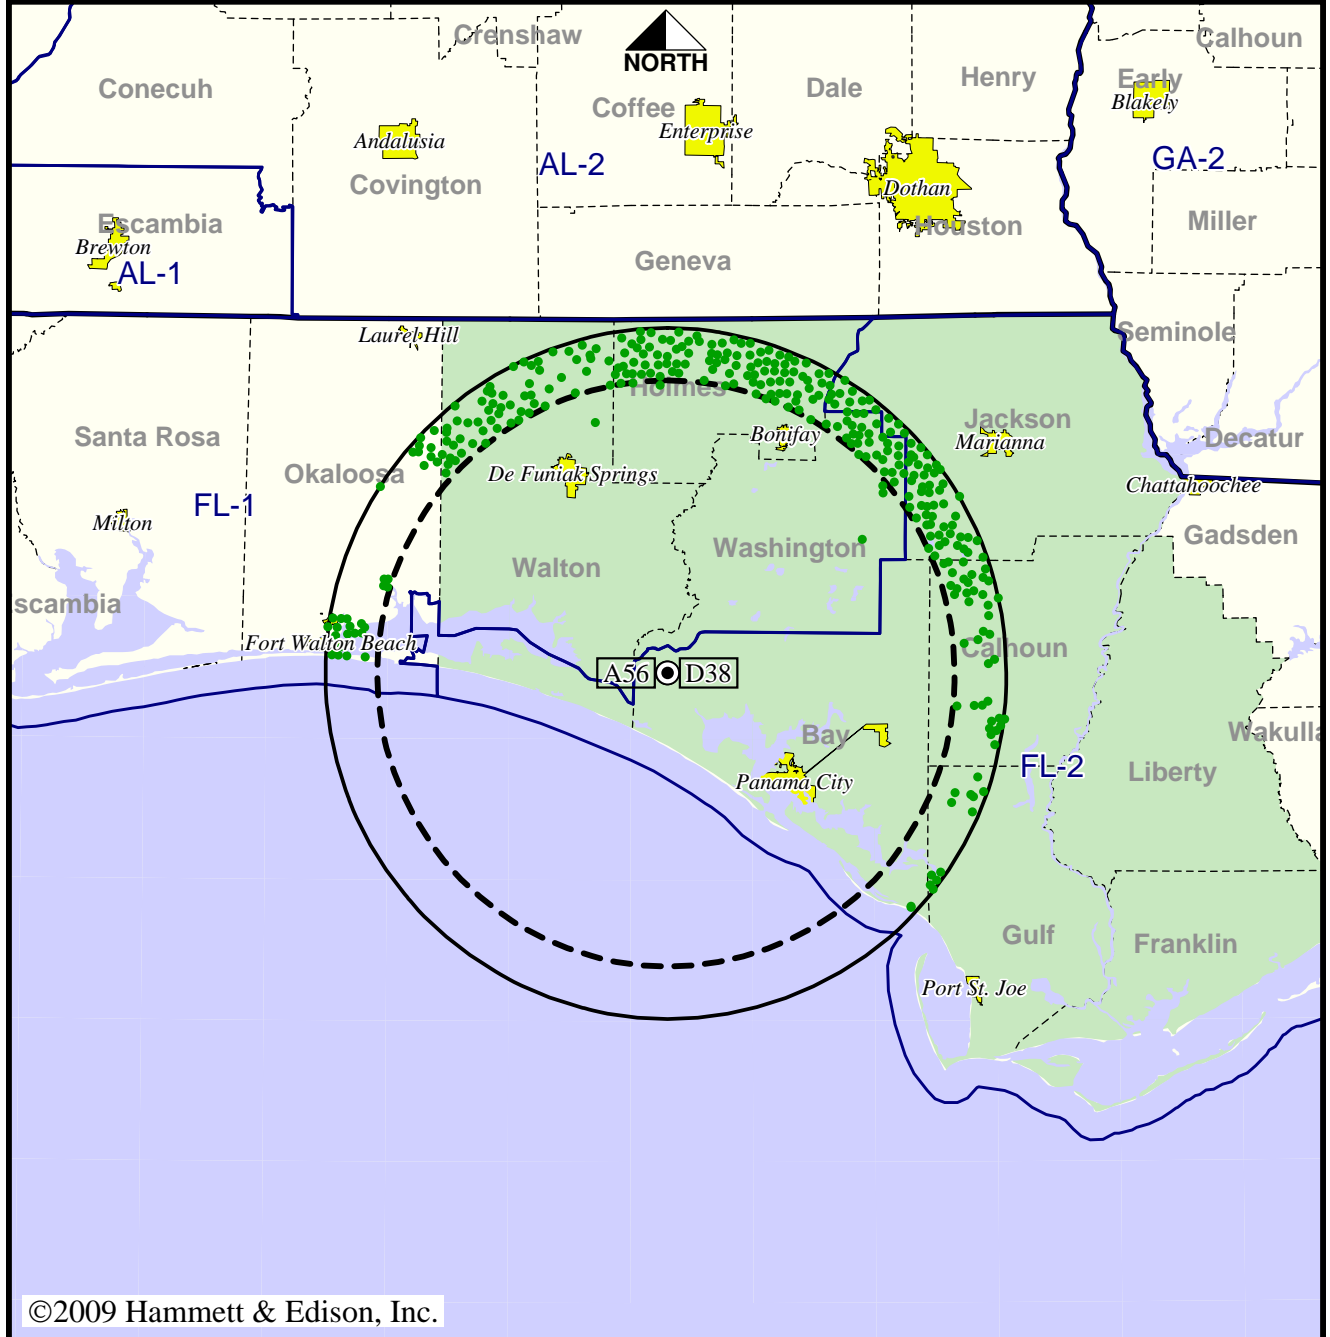 Crenshaw
Calhoun
NORTH
Conecuh
Dale
Henry
Early
Coffee
Blakely
Andalusia
Enterprise
AL-2
GA-2
Covington
Dothan
Escambia
Houston
Miller
Brewton
AL-1
Geneva
Laurel Hill
Seminole
Holmes
Jackson
Santa Rosa
Bonifay
Marianna
Decatur
Okaloosa
De Funiak Springs
Chattahoochee
FL-1
Milton
Gadsden
Washington
Walton
scambia
Fort Walton Beach
Calhoun
A56
D38
Bay
Wakulla
FL-2
Liberty
Panama City
Gulf
Franklin
Port St. Joe
©2009 Hammett & Edison, Inc.